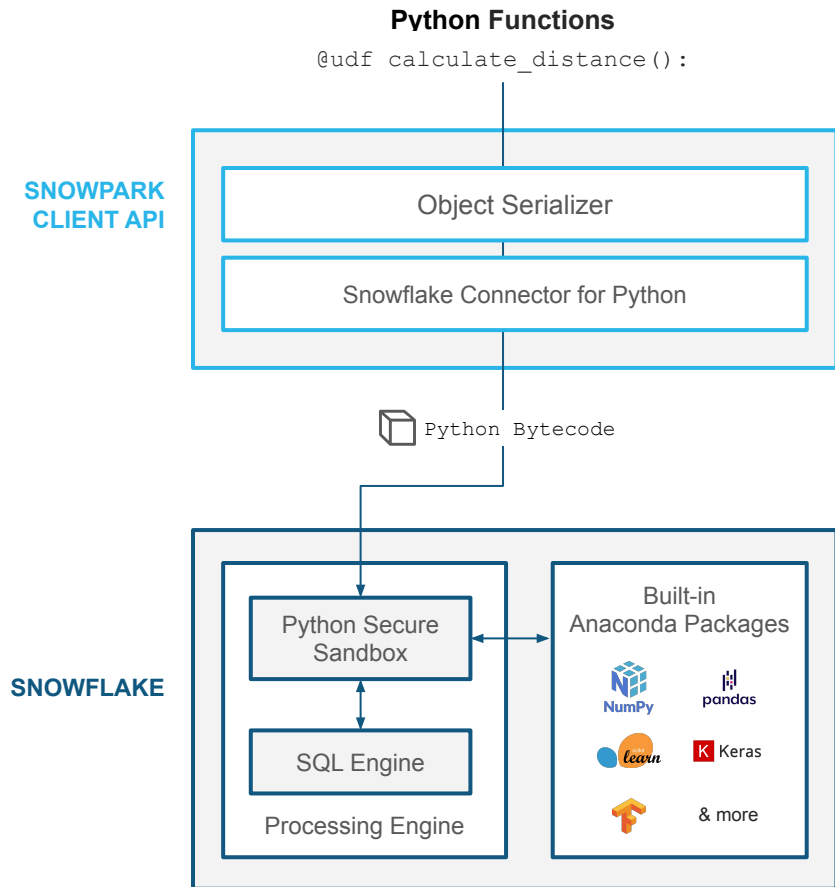 Python Functions
@udf calculate_distance():
SNOWPARK
CLIENT API
Object Serializer
Snowflake Connector for Python
Python Bytecode
SNOWFLAKE
Python Secure
Sandbox
SQL Engine
Processing Engine
Built-in
Anaconda Packages
NumPy
pandas
learn
K Keras
& more